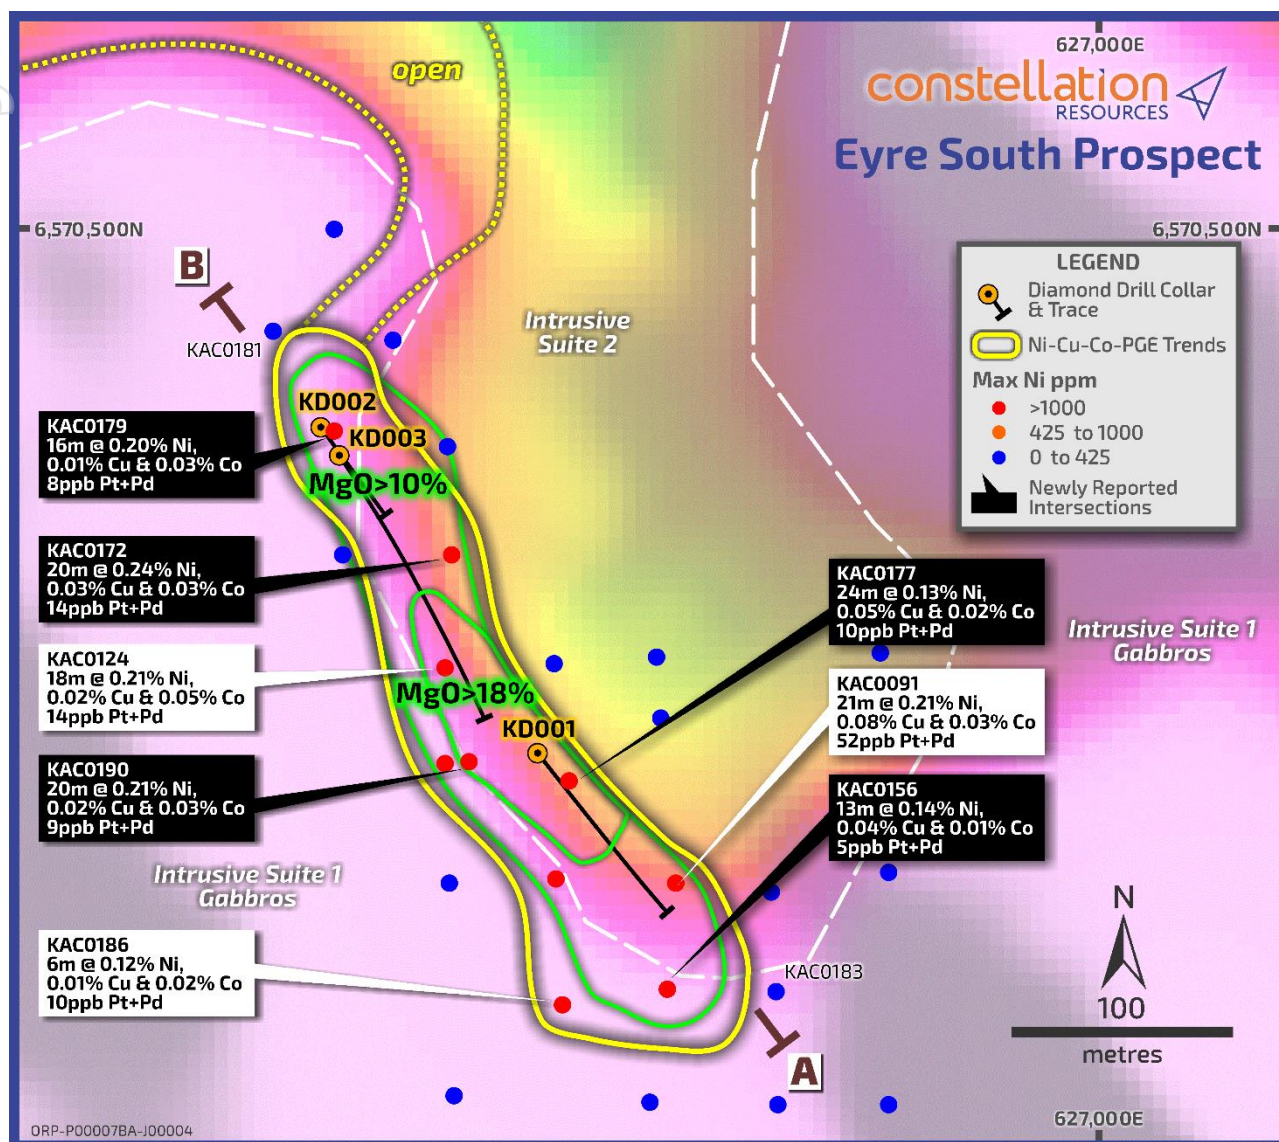 627,000E
constellation
RESOURCES
Eyre South Prospect
open
6,570,500N
6,570,500N
B
KAC0181
Intrusive
Suite 2
LEGEND
Diamond Drill Collar
& Trace
Ni-Cu-Co-PGE Trends
Max Ni ppm
>1000
425 to 1000
0 to 425
Newly Reported
Intersections
KD002
KD003
MgO>10%
KAC0179
16m @ 0.20% Ni,
0.01% Cu & 0.03% Co
8ppb Pt+Pd
KAC0172
20m @ 0.24% Ni,
0.03% Cu & 0.03% Co
14ppb Pt+Pd
KAC0124
18m @ 0.21% Ni,
0.02% Cu & 0.05% Co
14ppb Pt+Pd
MgO>18%
KD001
KAC0190
20m @ 0.21% Ni,
0.02% Cu & 0.03% Co
9ppb Pt+Pd
KAC0177
24m @ 0.13% Ni,
0.05% Cu & 0.02% Co
10ppb Pt+Pd
Intrusive Suite 1
Gabbros
KAC0091
21m @ 0.21% Ni,
0.08% Cu & 0.03% Co
52ppb Pt+Pd
KAC0156
13m @ 0.14% Ni,
0.04% Cu & 0.01% Co
5ppb Pt+Pd
Intrusive Suite 1
Gabbros
KAC0186
6m @ 0.12% Ni,
0.01% Cu & 0.02% Co
10ppb Pt+Pd
KAC0183
A
N
100
metres
627,000E
ORP-P00007BA-J00004